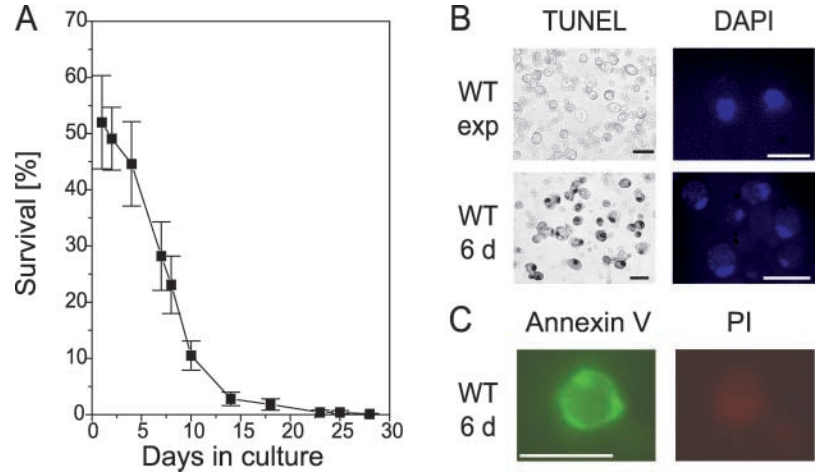 A
Survival [%]
70
60
50
40
30
20
10
0
0 5 10 15 20 25 30
Days in culture
B
TUNEL DAPI
WT
exp
WT
6 d
C
Annexin V PI
WT
6 d